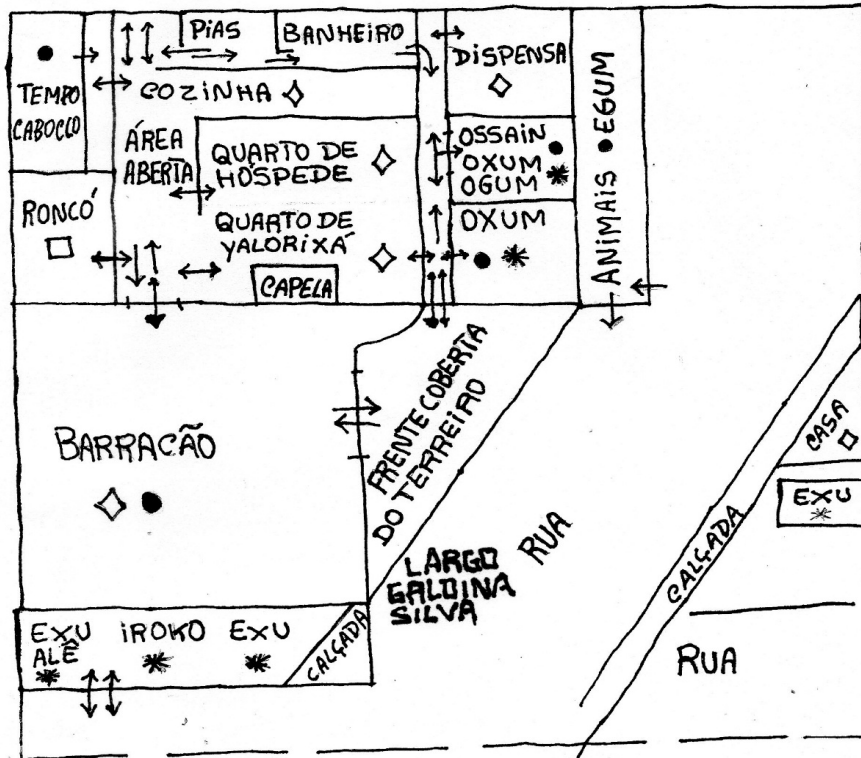 PIAS
BANHEIRO
DISPENSA
TEMPO
CABOCLO
COZINHA
ÁREA
ABERTA
QUARTO DE
HÓSPEDE
OSSAIN
OXUM
OGUM
ANIMAIS
EGUM
RONCÓ
QUARTO DE
YALORIXÁ
OXUM
CAPELA
BARRACÃO
FRENTE COBERTA
DO TERREIRO
RUA
LARGO
GALDINA
SILVA
CASA
EXU
CALÇADA
EXU
ALÊ
IROKO
EXU
CALÇADA
RUA